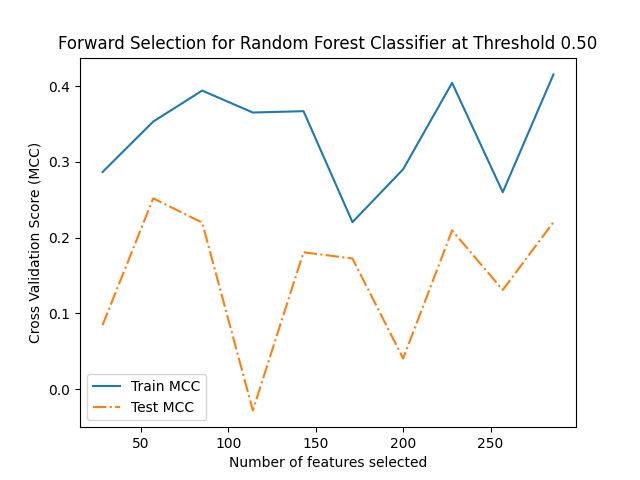 Forward Selection for Random Forest Classifier at Threshold 0.50
Cross Validation Score (MCC)
0.4
0.3
0.2
0.1
0.0
Train MCC
Test MCC
50
100
150
200
250
Number of features selected